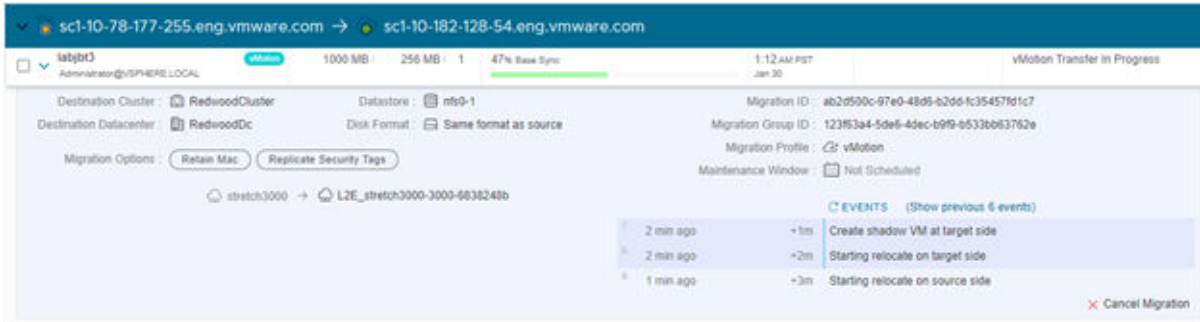 sc1-10-78-177-255.eng.vmware.com → sc1-10-182-128-54.eng.vmware.com
labjbt3 vMotion 1000 MB 256 MB 1 47% Base Sync 1:12 AM PST vMotion Transfer In Progress
Administrator@VSPHERE.LOCAL Jan 30
Destination Cluster : RedwoodCluster Datastore : nfs0-1 Migration ID : ab2d500c-97e0-48d6-b2dd-fc35457fd1c7
Destination Datacenter : RedwoodDc Disk Format : Same format as source Migration Group ID : 123f63a4-5de6-4dec-b9f9-b533bb63762e
Migration Profile : vMotion
Migration Options : Retain Mac Replicate Security Tags Maintenance Window : Not Scheduled
stretch3000 → L2E_stretch3000-3000-6838248b
EVENTS (Show previous 6 events)
2 min ago +1m Create shadow VM at target side
2 min ago +2m Starting relocate on target side
1 min ago +3m Starting relocate on source side
Cancel Migration